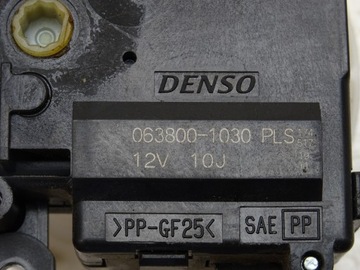 DENSO
063800-1030 PLS
12V 10J
>PP-GF25<
SAE PP